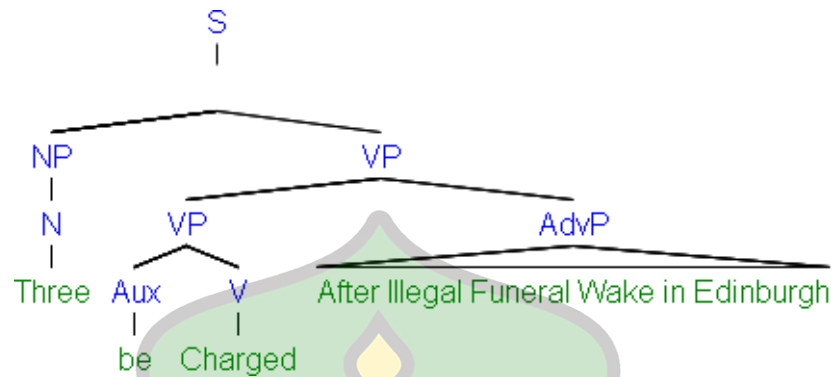 S
NP VP
N VP AdvP
Three Aux V After Illegal Funeral Wake in Edinburgh
be Charged